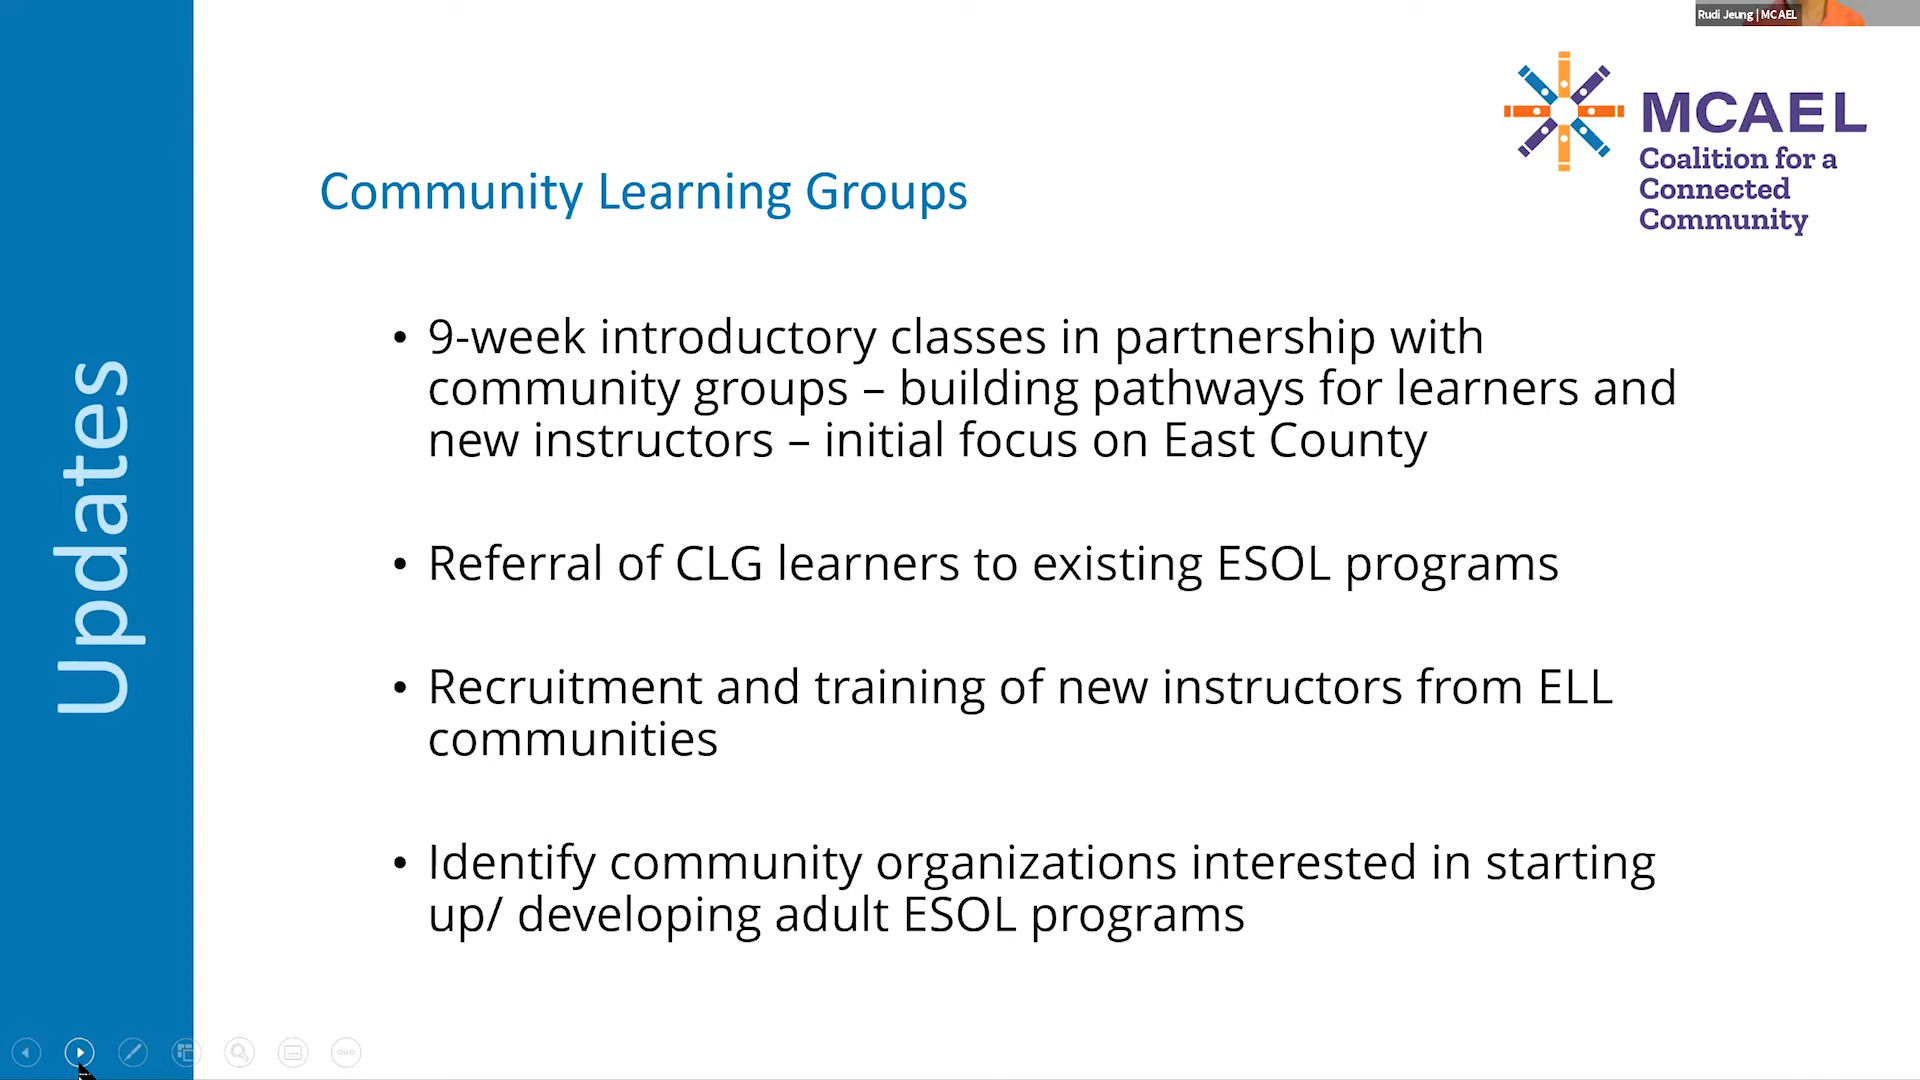 Rudi Jeung | MCAEL
MCAEL
Coalition for a
Connected
Community
Updates
Community Learning Groups
• 9-week introductory classes in partnership with
community groups – building pathways for learners and
new instructors – initial focus on East County
• Referral of CLG learners to existing ESOL programs
• Recruitment and training of new instructors from ELL
communities
• Identify community organizations interested in starting
up/ developing adult ESOL programs